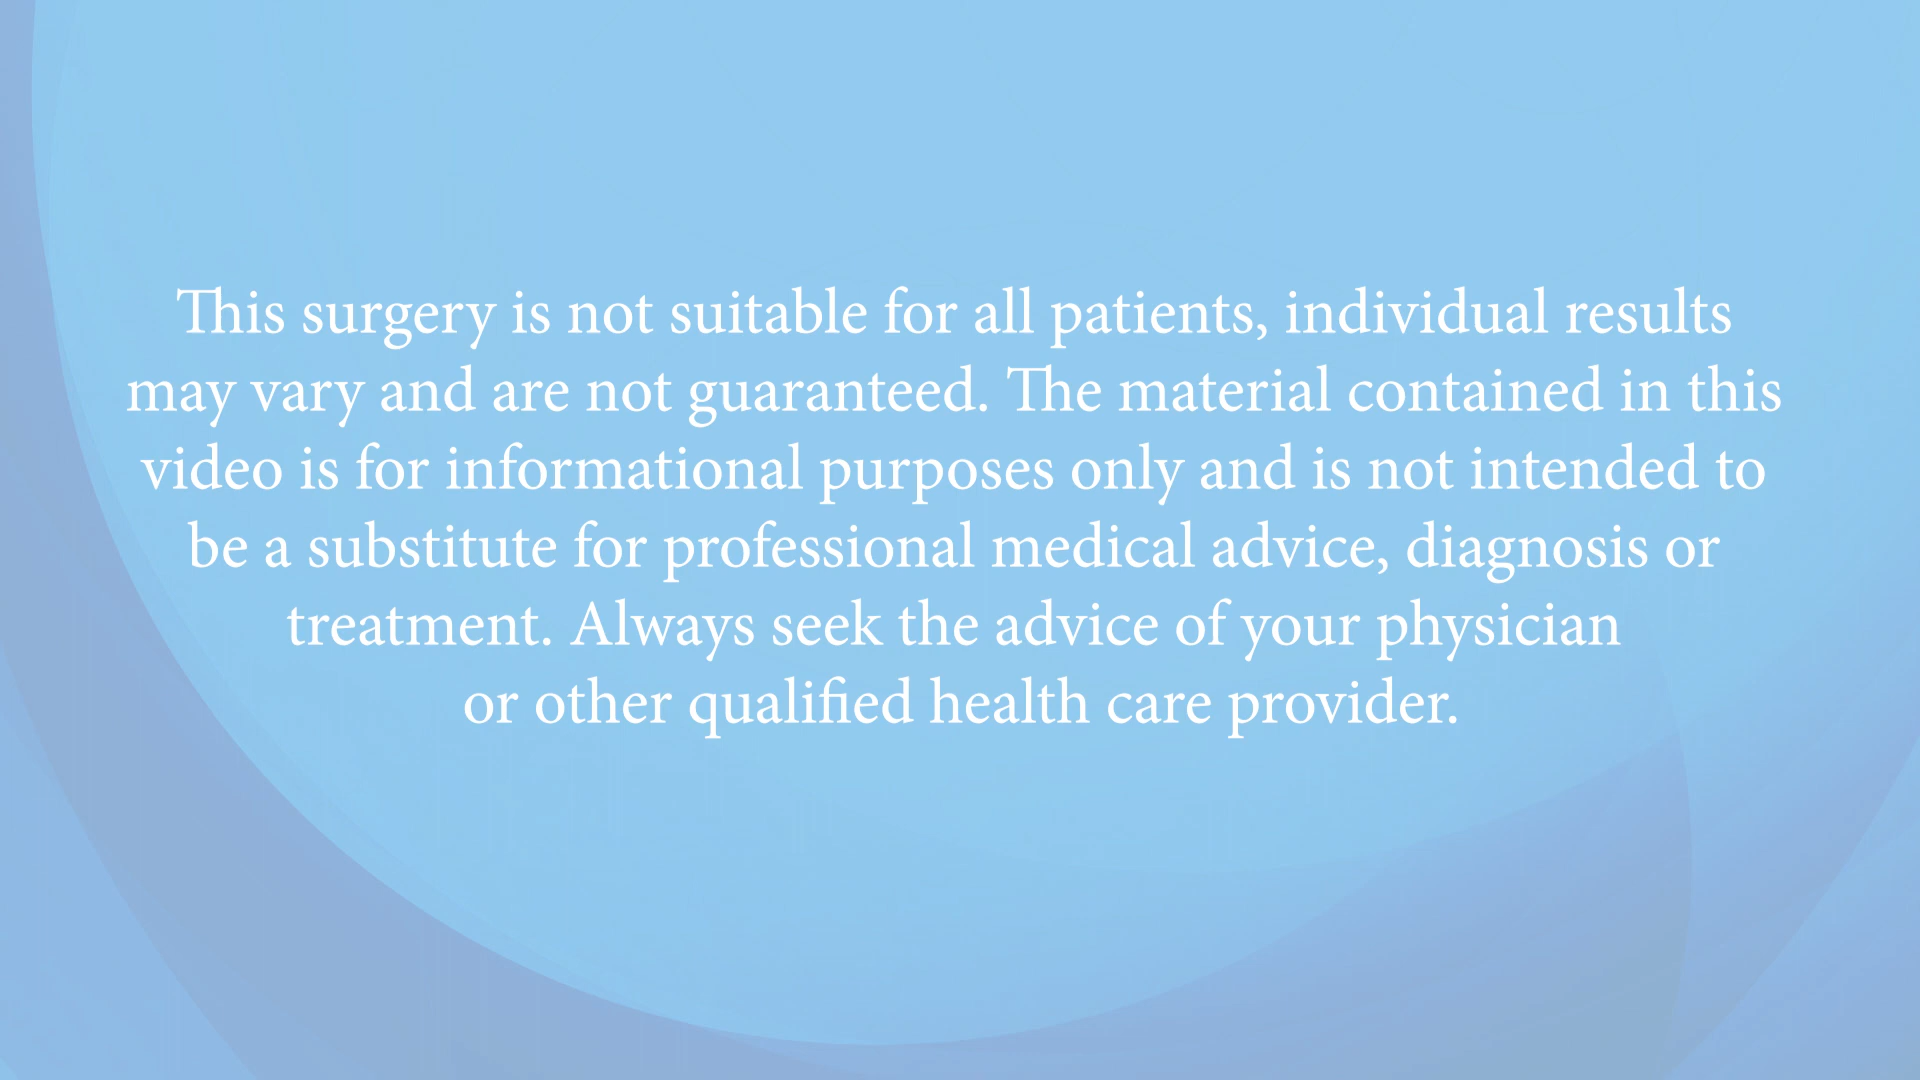 This surgery is not suitable for all patients, individual results
may vary and are not guaranteed. The material contained in this
video is for informational purposes only and is not intended to
be a substitute for professional medical advice, diagnosis or
treatment. Always seek the advice of your physician
or other qualified health care provider.